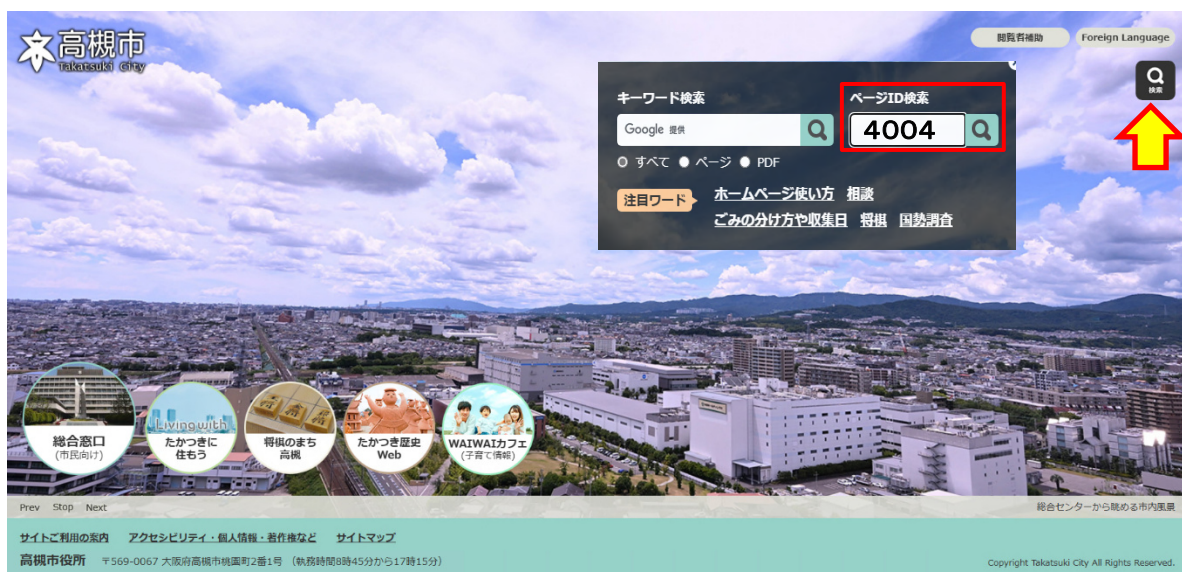 高槻市
Takatsuki City
閲覧者補助
Foreign Language
検索
キーワード検索
ページID検索
Google 提供
4004
すべて ページ PDF
注目ワード
ホームページ使い方 相談
ごみの分け方や収集日 将棋 国勢調査
総合窓口
(市民向け)
Living with
たかつきに
住もう
将棋のまち
高槻
たかつき歴史
Web
WAIWAIカフェ
(子育て情報)
Prev Stop Next
総合センターから眺める市内風景
サイトご利用の案内 アクセシビリティ・個人情報・著作権など サイトマップ
高槻市役所 〒569-0067 大阪府高槻市桃園町2番1号 (執務時間8時45分から17時15分)
Copyright Takatsuki City All Rights Reserved.